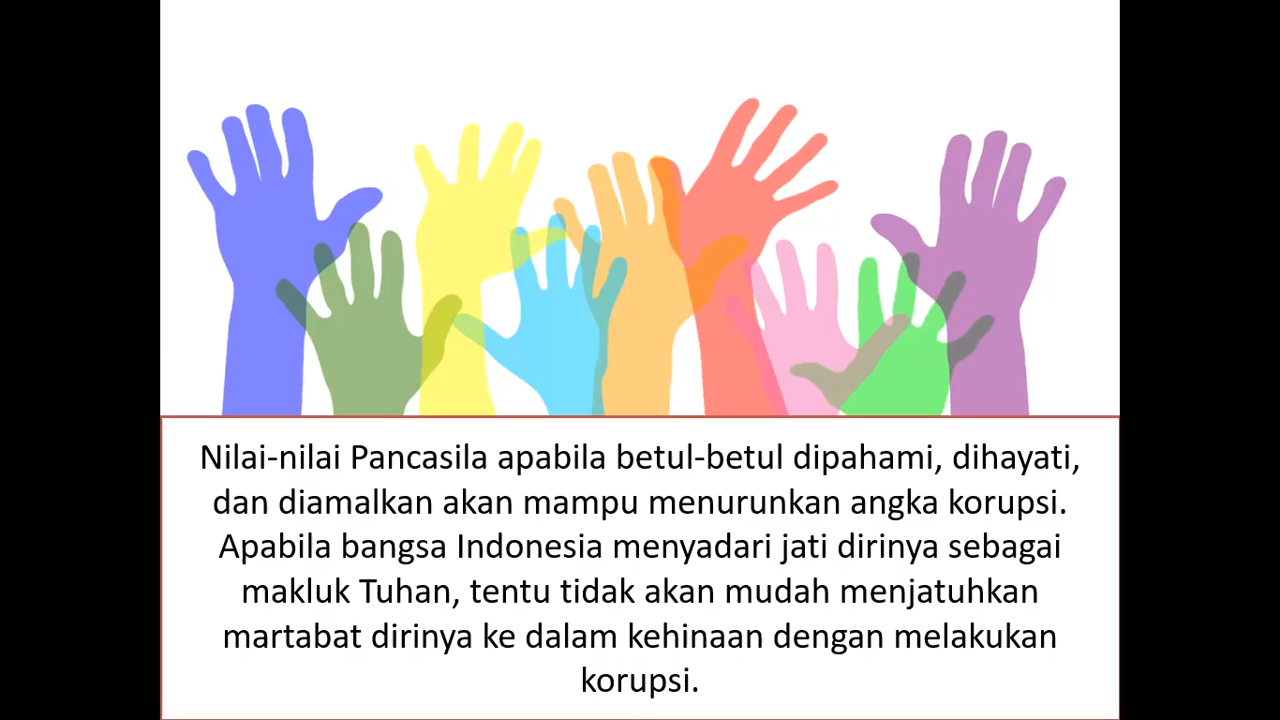 Nilai-nilai Pancasila apabila betul-betul dipahami, dihayati,
dan diamalkan akan mampu menurunkan angka korupsi.
Apabila bangsa Indonesia menyadari jati dirinya sebagai
makluk Tuhan, tentu tidak akan mudah menjatuhkan
martabat dirinya ke dalam kehinaan dengan melakukan
korupsi.